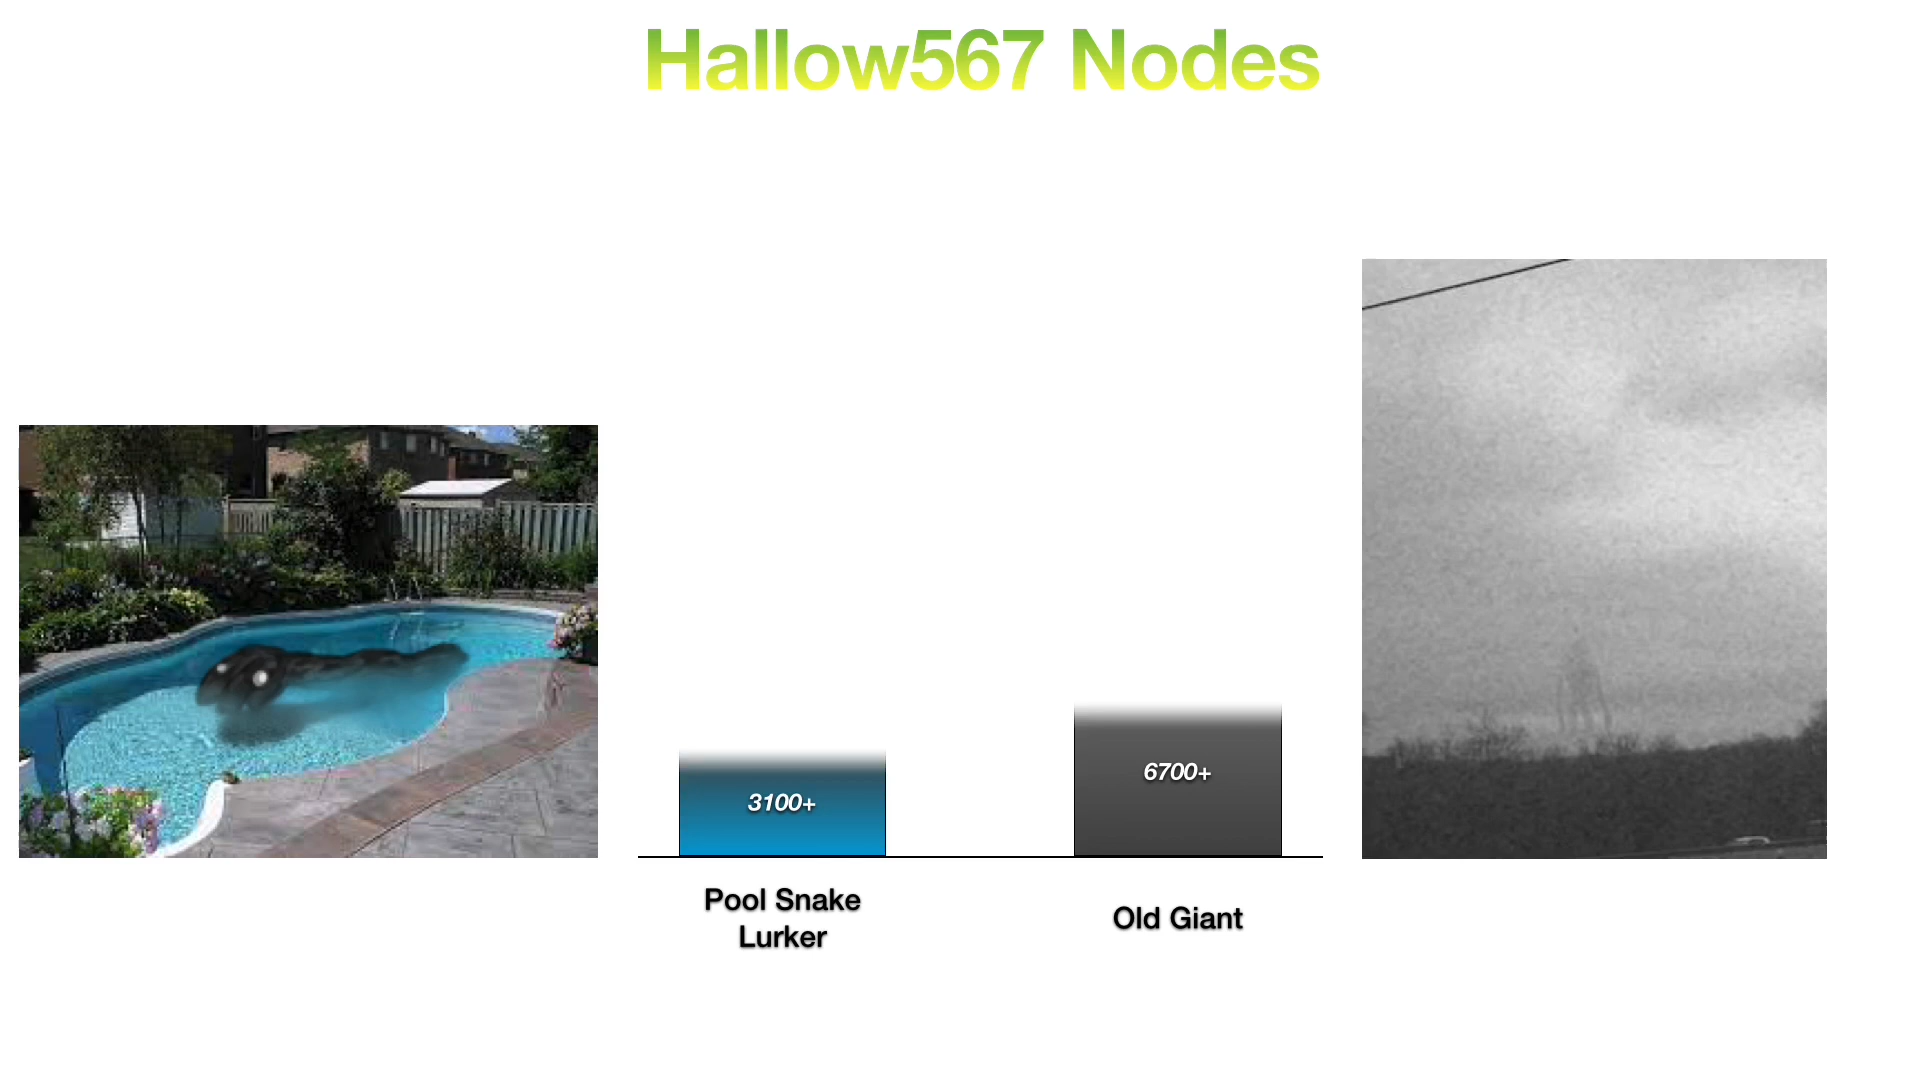 Hallow567 Nodes
3100+
6700+
Pool Snake
Lurker
Old Giant